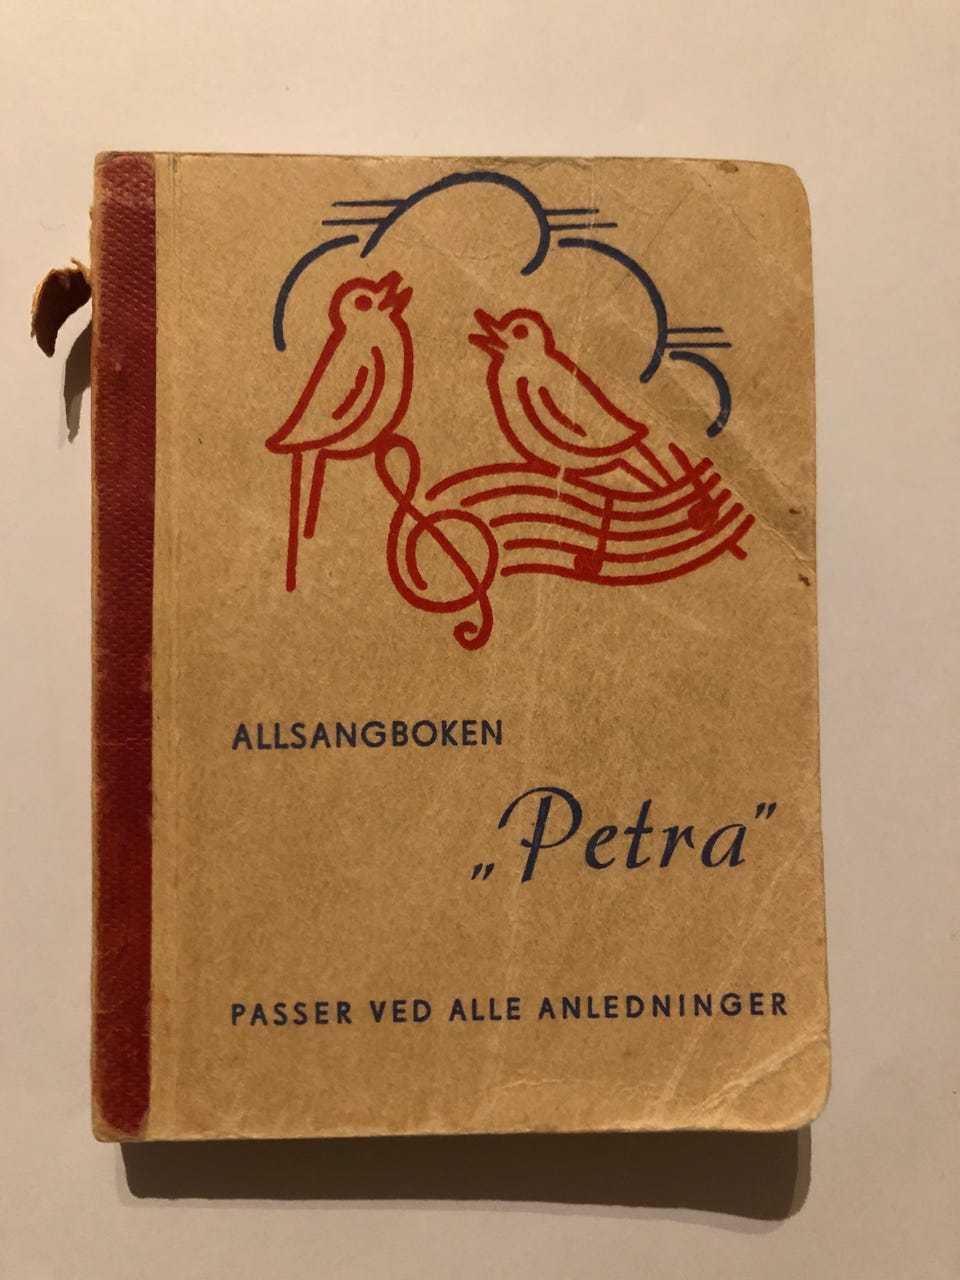 ALLSANGBOKEN
„Petra”
PASSER VED ALLE ANLEDNINGER